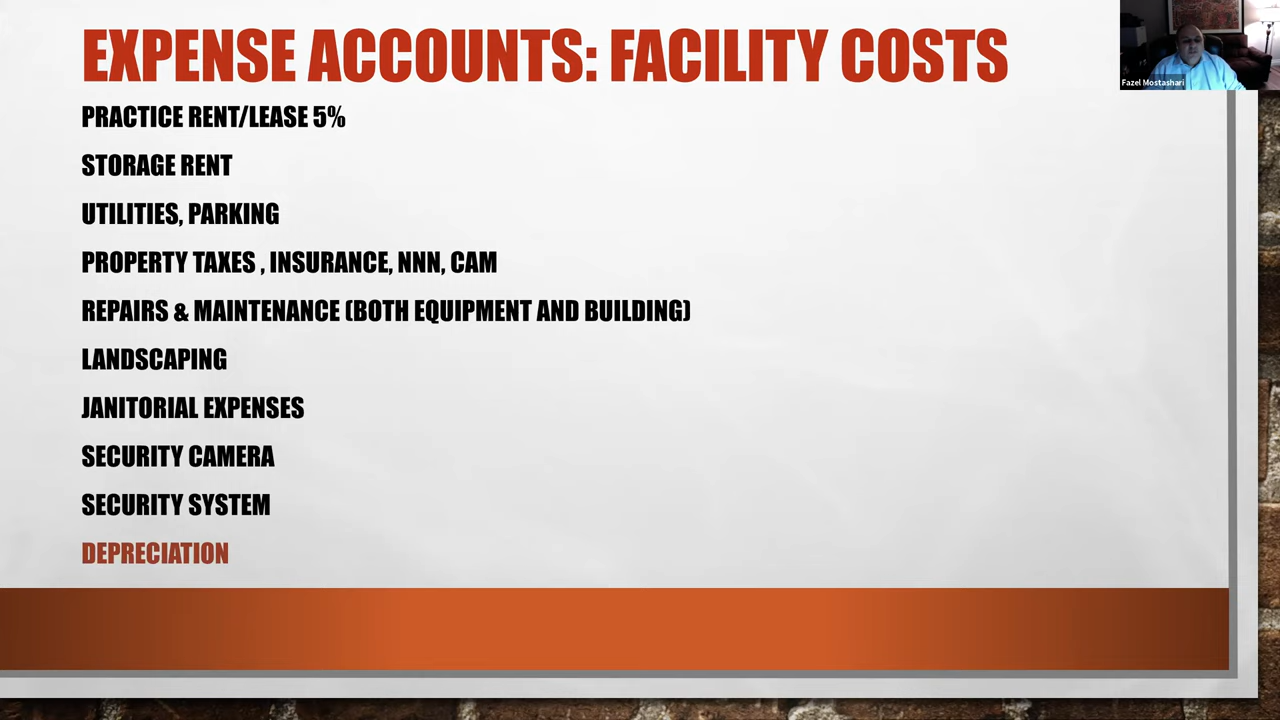 EXPENSE ACCOUNTS: FACILITY COSTS
Fazel Mostashari
PRACTICE RENT/LEASE 5%
STORAGE RENT
UTILITIES, PARKING
PROPERTY TAXES , INSURANCE, NNN, CAM
REPAIRS & MAINTENANCE (BOTH EQUIPMENT AND BUILDING)
LANDSCAPING
JANITORIAL EXPENSES
SECURITY CAMERA
SECURITY SYSTEM
DEPRECIATION